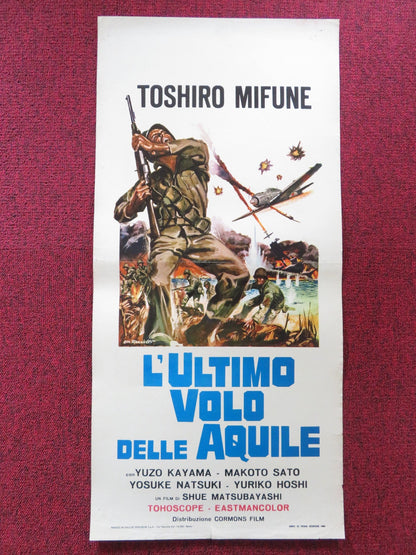 TOSHIRO MIFUNE
L'ULTIMO
VOLO
DELLE AQUILE
CON YUZO KAYAMA - MAKOTO SATO
YOSUKE NATSUKI - YURIKO HOSHI
UN FILM DI SHUE MATSUBAYASHI
TOHOSCOPE - EASTMANCOLOR
Distribuzione CORMONS FILM